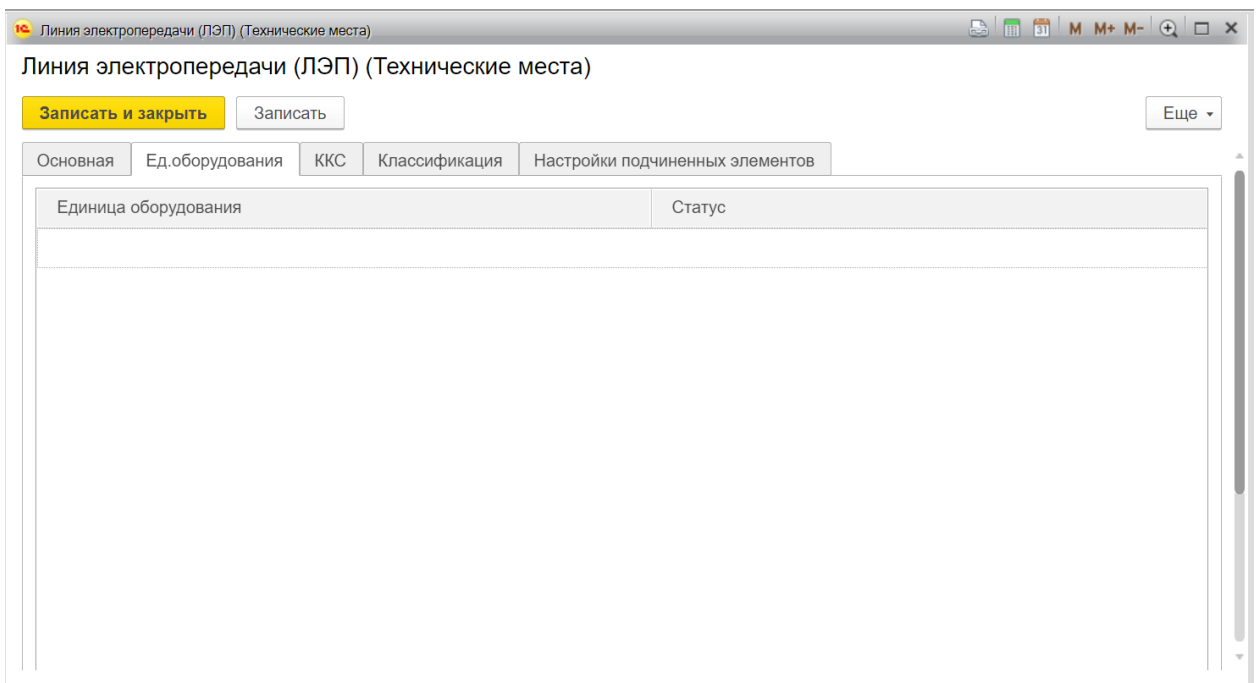 1С Линия электропередачи (ЛЭП) (Технические места) 31 M M+ M-
Линия электропередачи (ЛЭП) (Технические места)
Записать и закрыть Записать Еще
Основная Ед.оборудования ККС Классификация Настройки подчиненных элементов
Единица оборудования Статус